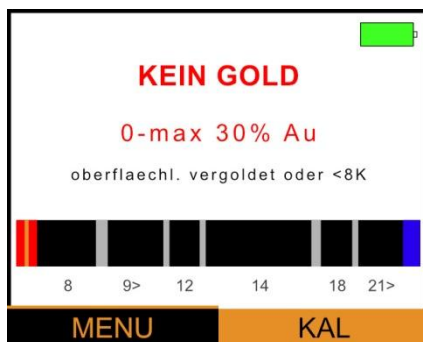 KEIN GOLD
0-max 30% Au
oberflaechl. vergoldet oder <8K
8 9> 12 14 18 21>
MENU KAL